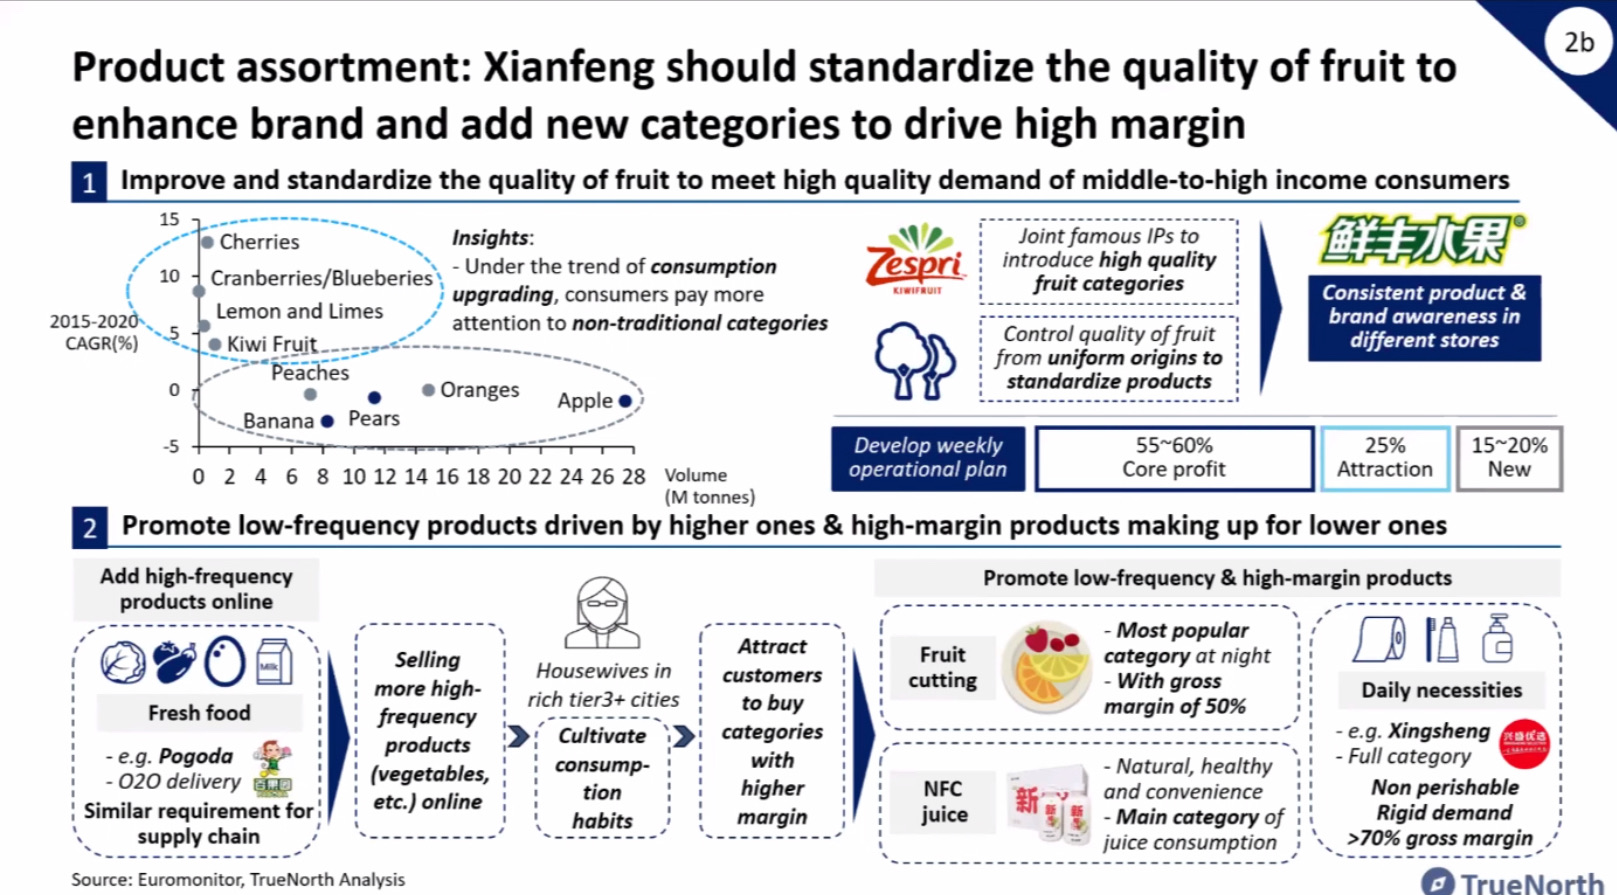 2b
Product assortment: Xianfeng should standardize the quality of fruit to
enhance brand and add new categories to drive high margin
1
Improve and standardize the quality of fruit to meet high quality demand of middle-to-high income consumers
15
10
5
0
-5
2015-2020
CAGR(%)
Cherries
Cranberries/Blueberies
Lemon and Limes
Kiwi Fruit
Peaches
Oranges
Apple
Banana
Pears
0 2 4 6 8 10 12 14 16 18 20 22 24 26 28
Volume
(M tonnes)
Insights:
- Under the trend of consumption
upgrading, consumers pay more
attention to non-traditional categories
Zespri
KIWIFRUIT
Joint famous IPs to
introduce high quality
fruit categories
Control quality of fruit
from uniform origins to
standardize products
鲜丰水果®
Consistent product &
brand awareness in
different stores
Develop weekly
operational plan
55~60%
Core profit
25%
Attraction
15~20%
New
2
Promote low-frequency products driven by higher ones & high-margin products making up for lower ones
Add high-frequency
products online
Milk
Fresh food
- e.g. Pogoda
- O2O delivery
百果园
Similar requirement for
supply chain
Selling
more high-
frequency
products
(vegetables,
etc.) online
Housewives in
rich tier3+ cities
Cultivate
consump-
tion
habits
Attract
customers
to buy
categories
with
higher
margin
Promote low-frequency & high-margin products
Fruit
cutting
- Most popular
category at night
- With gross
margin of 50%
NFC
juice
新
新 新
- Natural, healthy
and convenience
- Main category of
juice consumption
Daily necessities
- e.g. Xingsheng
- Full category
兴盛优选
Non perishable
Rigid demand
>70% gross margin
Source: Euromonitor, TrueNorth Analysis
TrueNorth